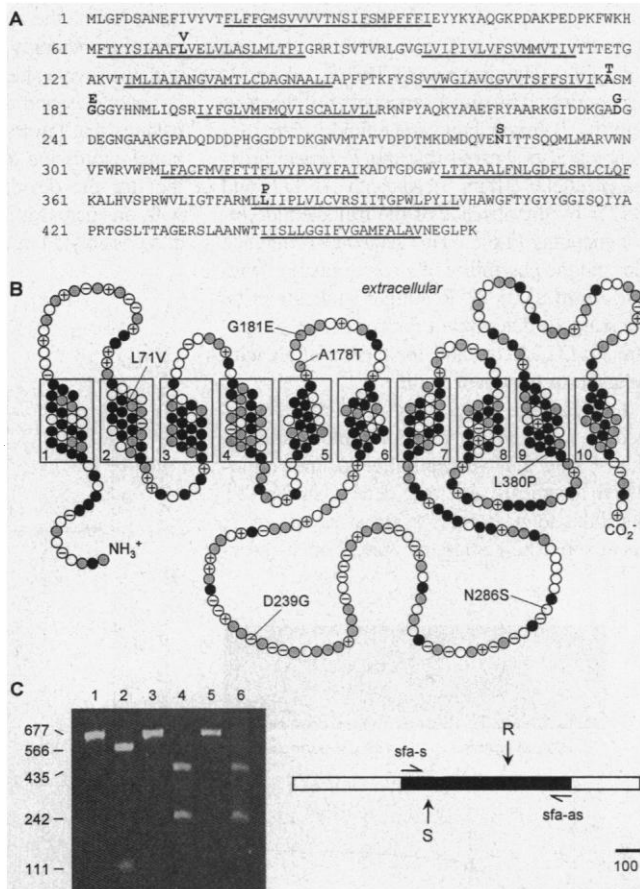 A
1 MLGFDSANEFIVYVTFLFFGMSVVVVTNSIFSMPFFFIEYYKYAQGKPDAKPEDPKFWKH
V
61 MFTYYSIAAFLVELVLASLMLTPIGRRISVTVRLGVGLVIPIVLVFSVMMVTIVTTTETG
T
121 AKVTIMLIAIANGVAMTLCDAGNAALIAPFPTKFYSSVVWGIAVCGVVTSFFSIVIKASM
E G
181 GGGYHNMLIQSRIYFGLVMFMQVISCALLVLLRKNPYAQKYAAEFRYAARKGIDDKGADG
S
241 DEGNGAAKGPADQDDDPHGGDDTDKGNVMTATVDPDTMKDMDQVENITTSQQMLMARVWN
301 VFWRVWPMLFACFMVFFTTFLVYPAVYFAIKADTGDGWYLTIAAALFNLGDFLSRLCLQF
P
361 KALHVSPRWVLIGTFARMLLIIPLVLCVRSIITGPWLPYILVHAWGFTYGYYGGISQIYA
421 PRTGSLTTAGERSLAANWTIISLLGGIFVGAMFALAVNEGLPK
B
extracellular
G181E
A178T
L71V
1 2 3 4 5 6 7 8 9 10
L380P
NH3+
CO2-
D239G
N286S
C
1 2 3 4 5 6
677
566
435
242
111
R
sfa-s
S
sfa-as
100